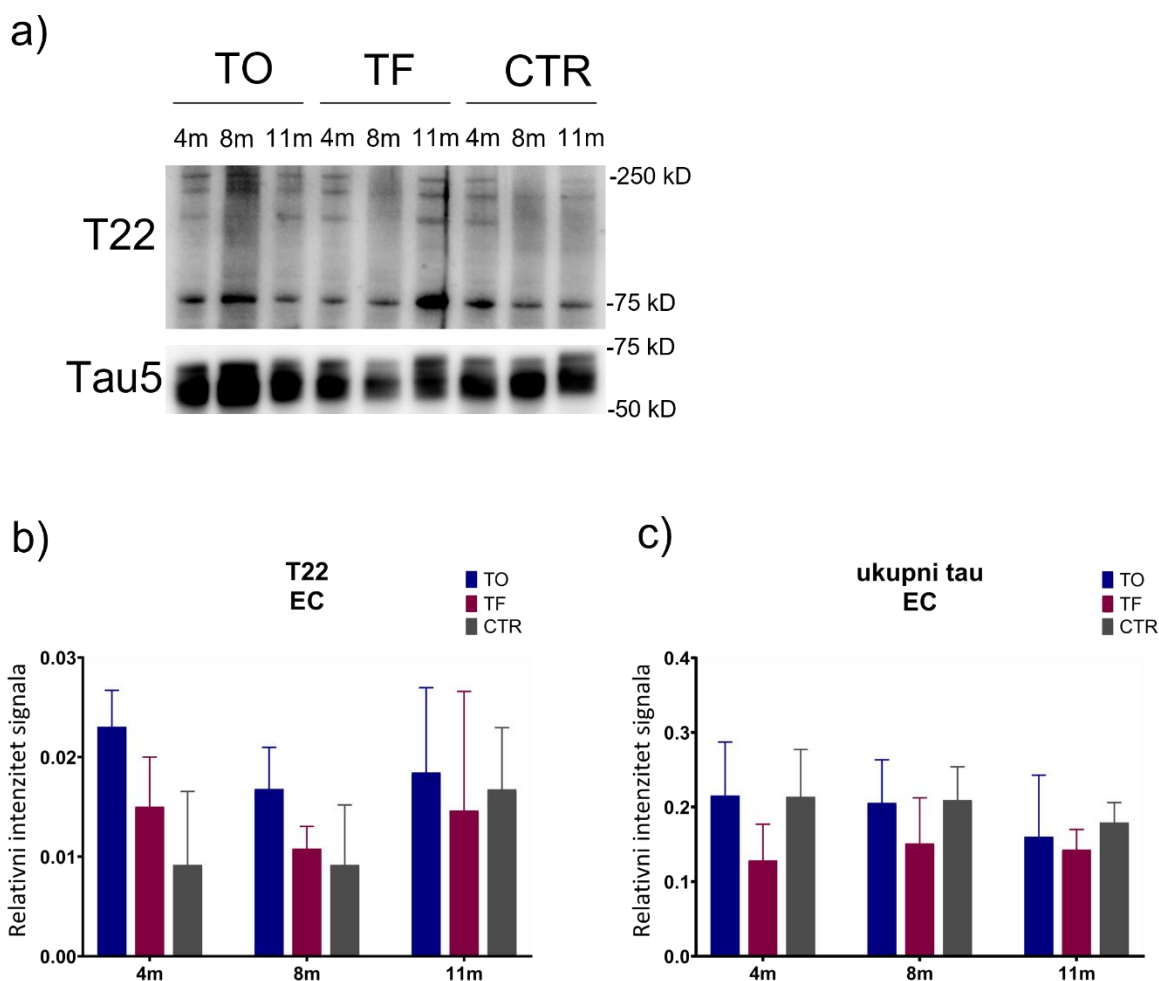 a)
TO TF CTR
4m 8m 11m 4m 8m 11m 4m 8m 11m
T22
-250 kD
-75 kD
Tau5
-75 kD
-50 kD
b)
T22
EC
TO
TF
CTR
Relativni intenzitet signala
0.03
0.02
0.01
0.00
4m 8m 11m
c)
ukupni tau
EC
TO
TF
CTR
Relativni intenzitet signala
0.4
0.3
0.2
0.1
0.0
4m 8m 11m